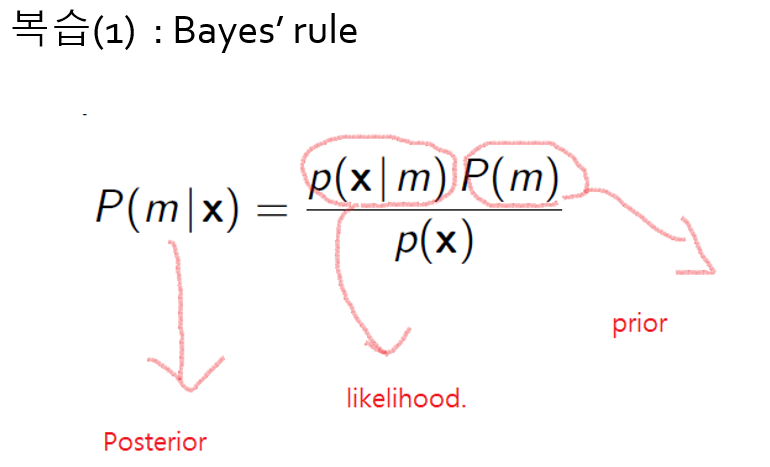 복습(1) : Bayes’ rule
-
P(m|x) = p(x|m) P(m) / p(x)
prior
likelihood.
Posterior